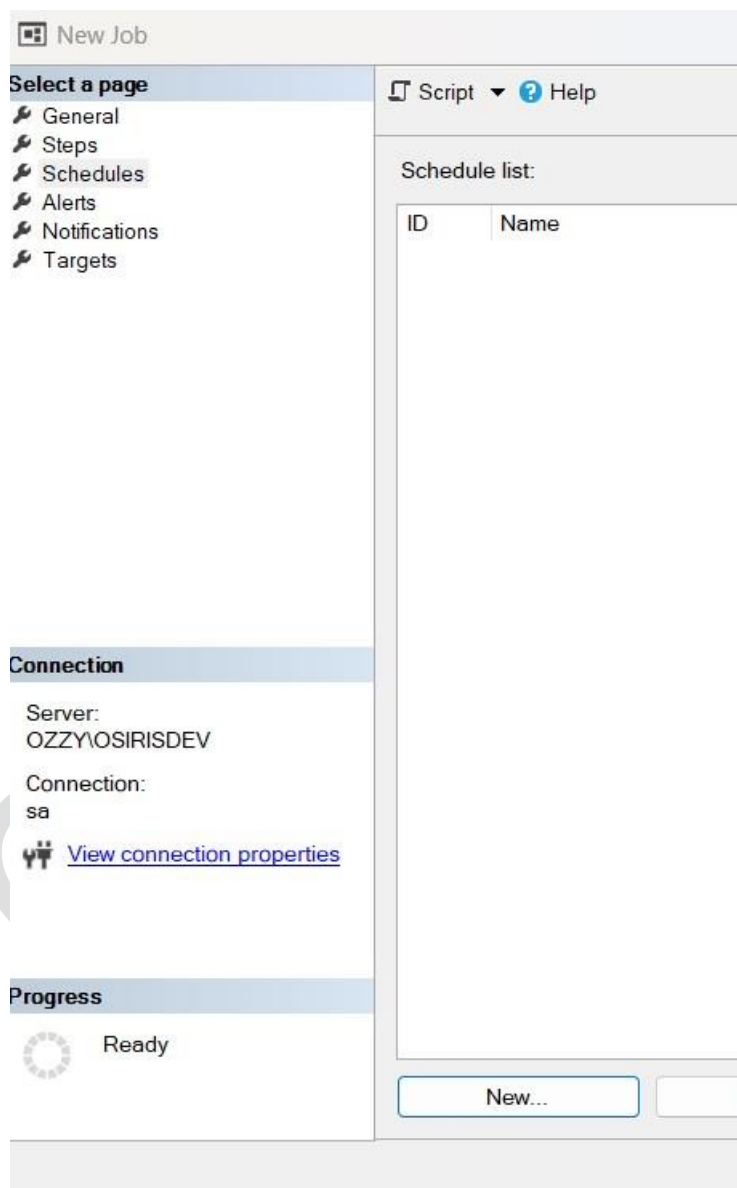 New Job
Select a page
General
Steps
Schedules
Alerts
Notifications
Targets
Script
Help
Schedule list:
ID Name
Connection
Server:
OZZY\OSIRISDEV
Connection:
sa
View connection properties
Progress
Ready
New...